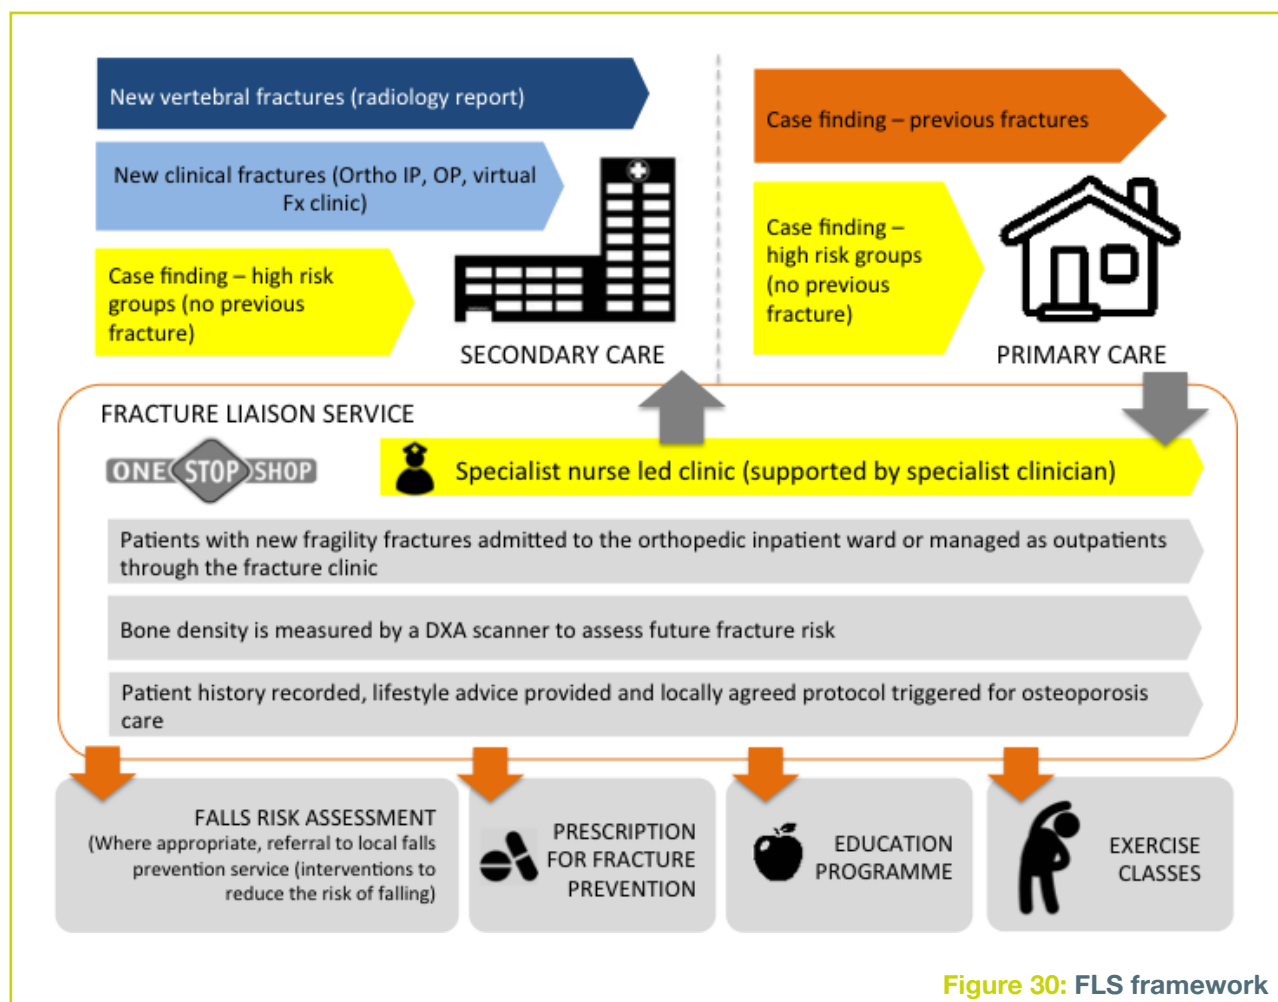 New vertebral fractures (radiology report)
New clinical fractures (Ortho IP, OP, virtual
Fx clinic)
Case finding – high risk
groups (no previous
fracture)
SECONDARY CARE
Case finding – previous fractures
Case finding –
high risk groups
(no previous
fracture)
PRIMARY CARE
FRACTURE LIAISON SERVICE
ONE STOP SHOP
Specialist nurse led clinic (supported by specialist clinician)
Patients with new fragility fractures admitted to the orthopedic inpatient ward or managed as outpatients
through the fracture clinic
Bone density is measured by a DXA scanner to assess future fracture risk
Patient history recorded, lifestyle advice provided and locally agreed protocol triggered for osteoporosis
care
FALLS RISK ASSESSMENT
(Where appropriate, referral to local falls
prevention service (interventions to
reduce the risk of falling)
PRESCRIPTION
FOR FRACTURE
PREVENTION
EDUCATION
PROGRAMME
EXERCISE
CLASSES
Figure 30: FLS framework